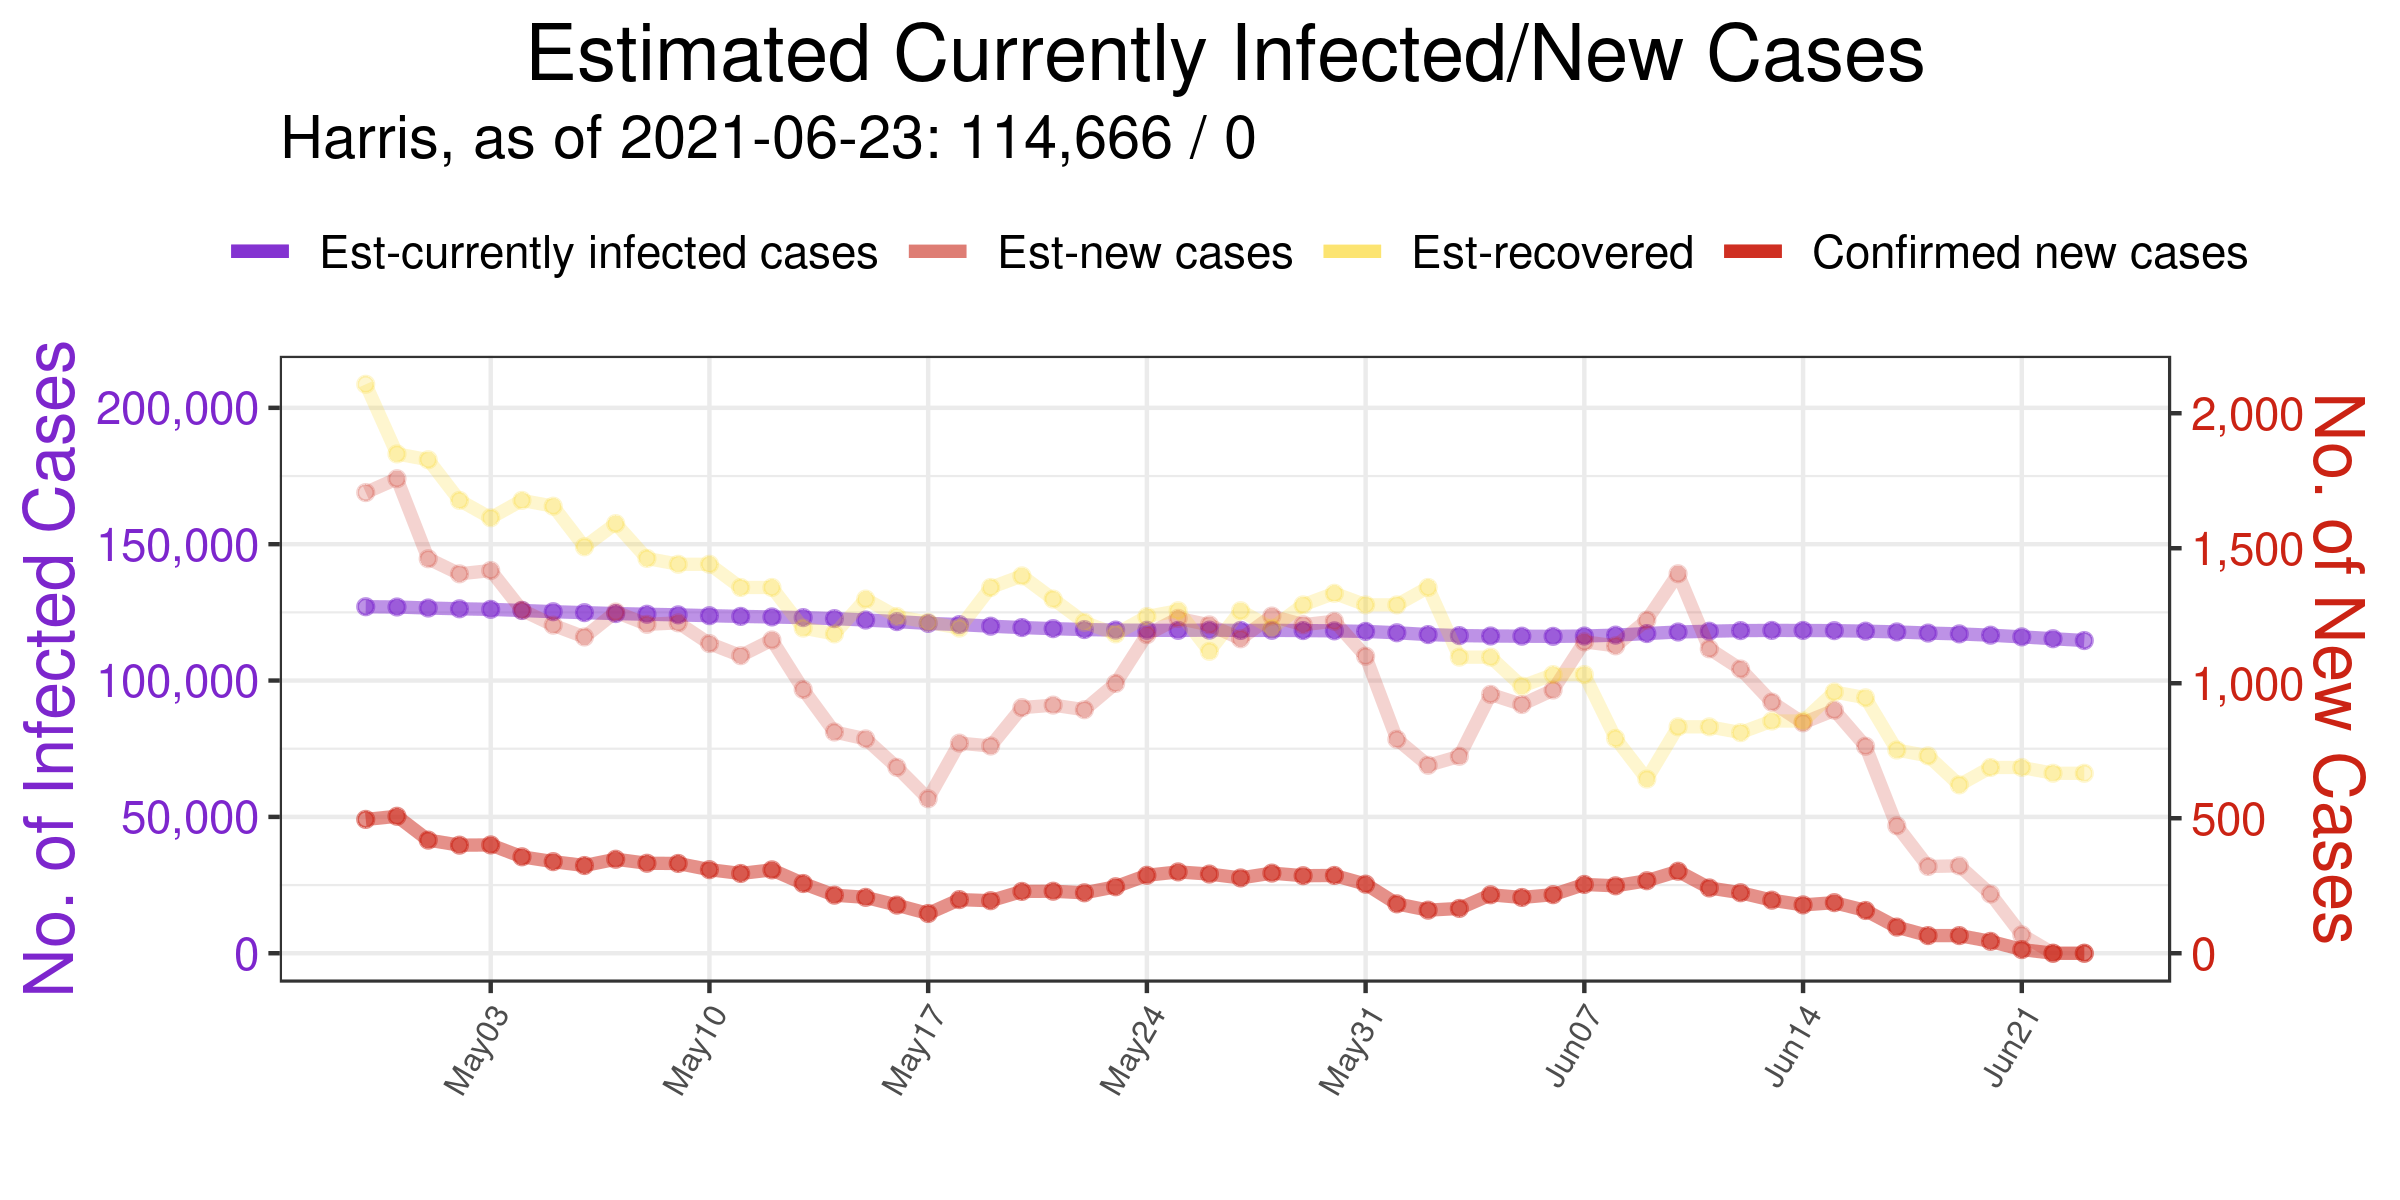 Estimated Currently Infected/New Cases
Harris, as of 2021-06-23: 114,666 / 0
Est-currently infected cases Est-new cases Est-recovered Confirmed new cases
No. of Infected Cases
200,000
150,000
100,000
50,000
0
2,000
1,500
1,000
500
0
No. of New Cases
May03 May10 May17 May24 May31 Jun07 Jun14 Jun21